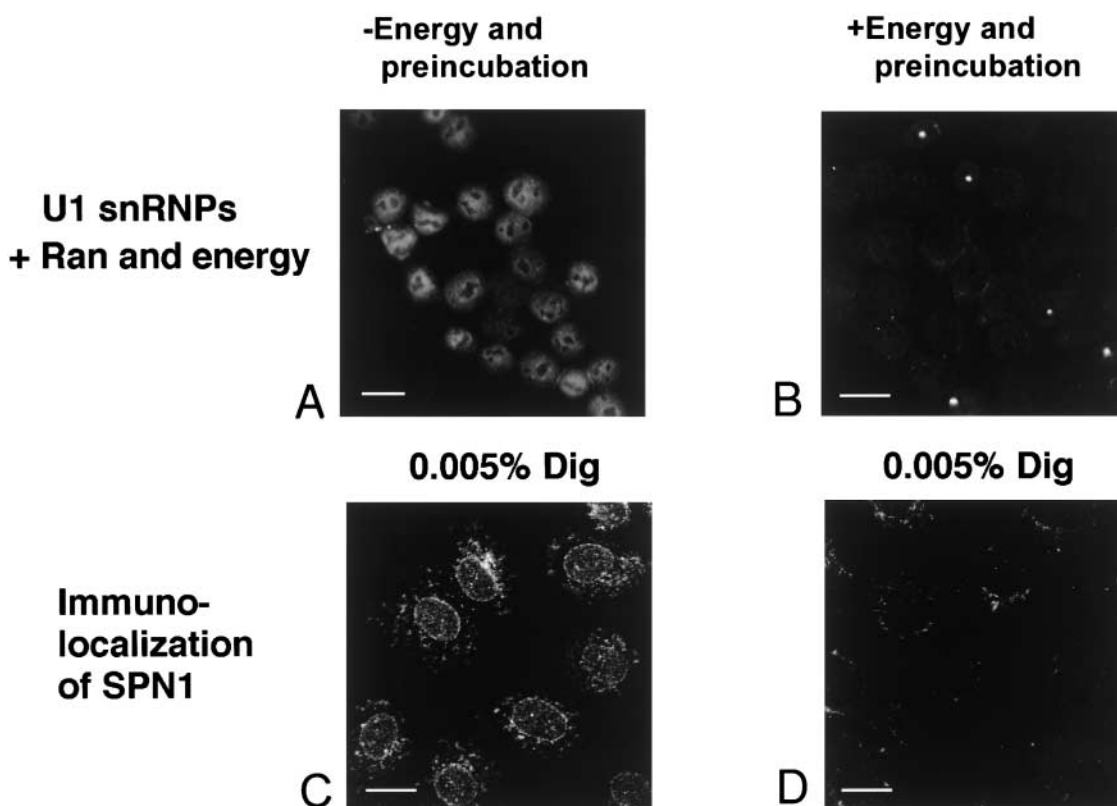 -Energy and
preincubation
+Energy and
preincubation
U1 snRNPs
+ Ran and energy
A
B
0.005% Dig
0.005% Dig
Immuno-
localization
of SPN1
C
D